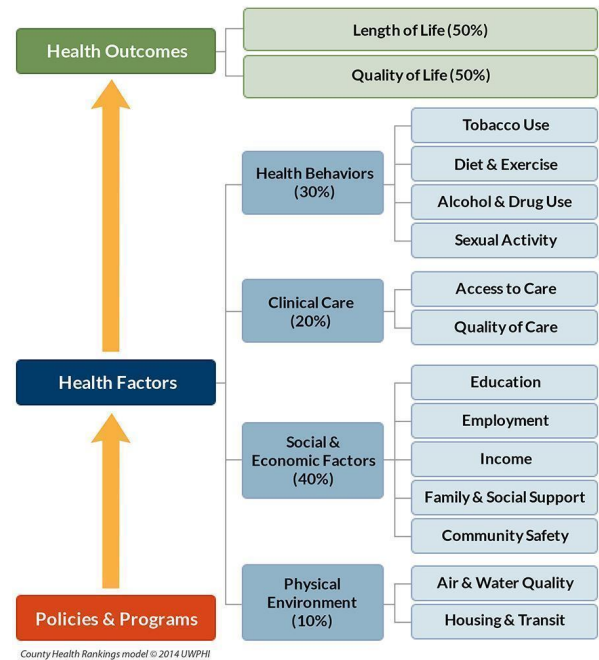 Health Outcomes
Length of Life (50%)
Quality of Life (50%)
Health Factors
Health Behaviors
(30%)
Tobacco Use
Diet & Exercise
Alcohol & Drug Use
Sexual Activity
Clinical Care
(20%)
Access to Care
Quality of Care
Social &
Economic Factors
(40%)
Education
Employment
Income
Family & Social Support
Community Safety
Physical
Environment
(10%)
Air & Water Quality
Housing & Transit
Policies & Programs
County Health Rankings model © 2014 UWPHI